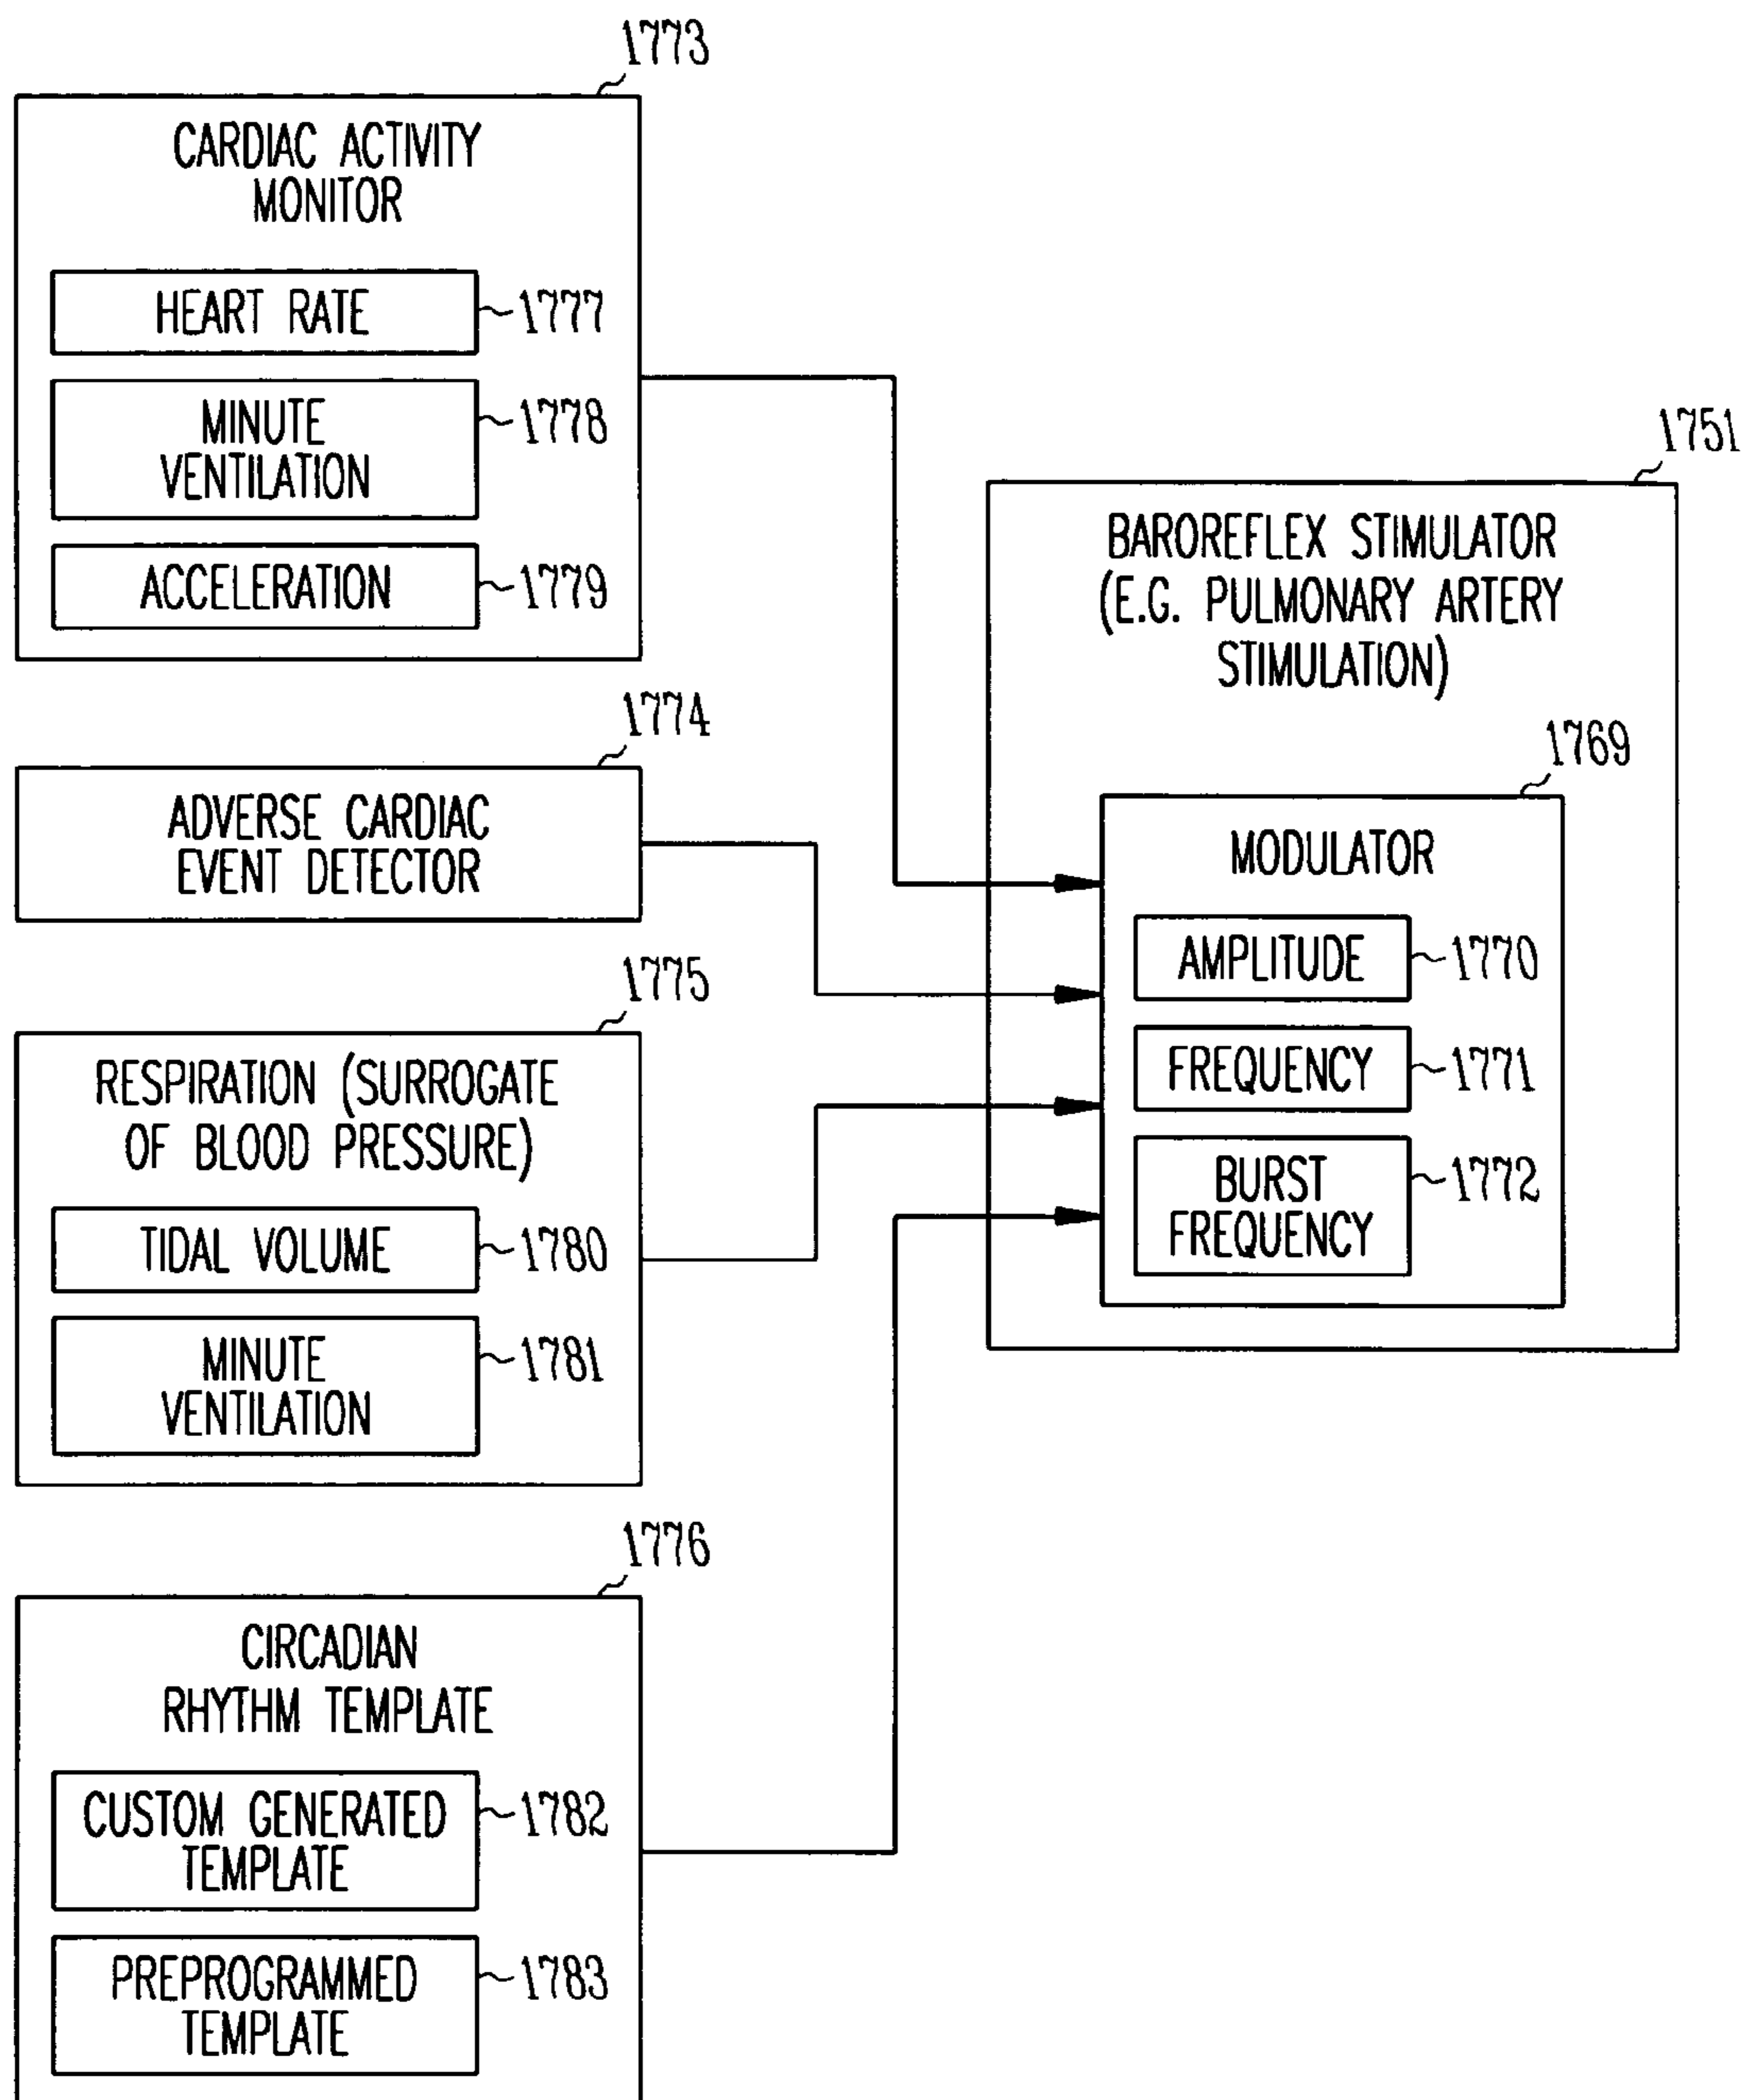 1773
CARDIAC ACTIVITY
MONITOR
HEART RATE
1777
MINUTE
VENTILATION
1778
ACCELERATION
1779
1774
ADVERSE CARDIAC
EVENT DETECTOR
1775
RESPIRATION (SURROGATE
OF BLOOD PRESSURE)
TIDAL VOLUME
1780
MINUTE
VENTILATION
1781
1776
CIRCADIAN
RHYTHM TEMPLATE
CUSTOM GENERATED
TEMPLATE
1782
PREPROGRAMMED
TEMPLATE
1783
1751
BAROREFLEX STIMULATOR
(E.G. PULMONARY ARTERY
STIMULATION)
1769
MODULATOR
AMPLITUDE
1770
FREQUENCY
1771
BURST
FREQUENCY
1772